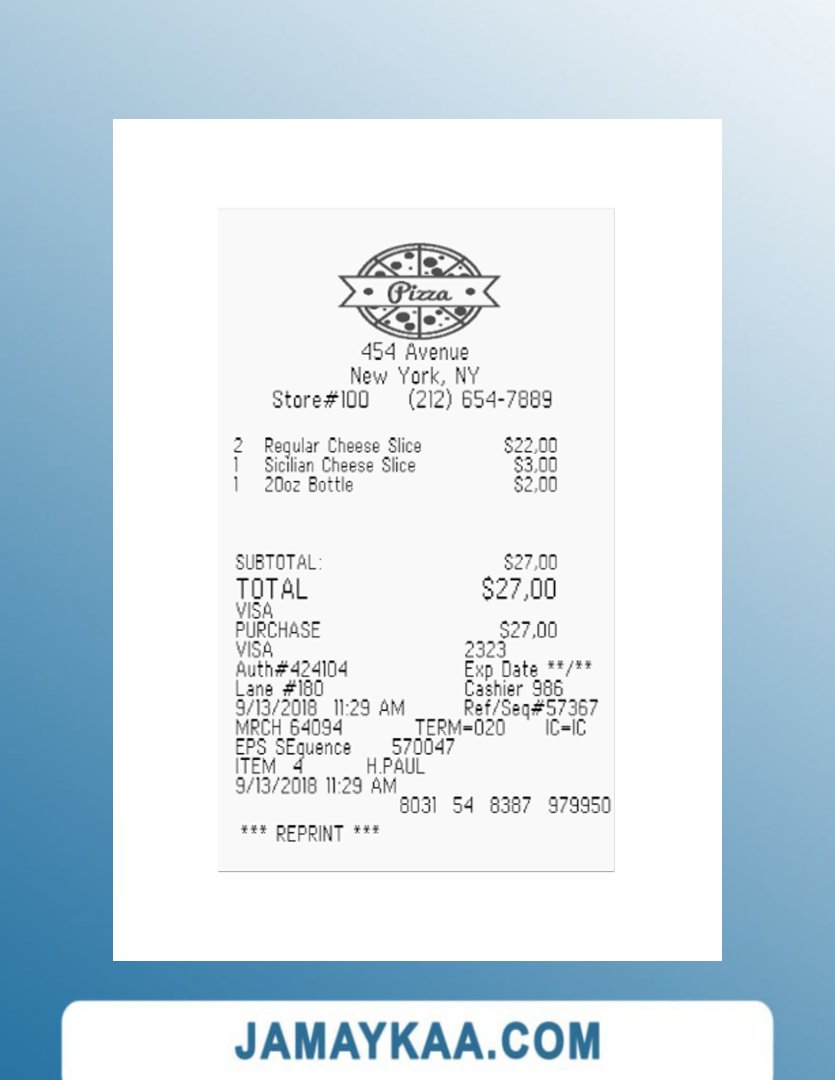 Pizza
454 Avenue
New York, NY
Store#100 (212) 654-7889
2 Regular Cheese Slice $22,00
1 Sicilian Cheese Slice $3,00
1 20oz Bottle $2,00
SUBTOTAL: $27,00
TOTAL $27,00
VISA
PURCHASE $27,00
VISA 2323
Auth#424104 Exp Date **/**
Lane #180 Cashier 986
9/13/2018 11:29 AM Ref/Seq#57367
MRCH 64094 TERM=020 IC=IC
EPS SEquence 570047
ITEM 4 H.PAUL
9/13/2018 11:29 AM
8031 54 8387 979950
*** REPRINT ***
JAMAYKAA.COM